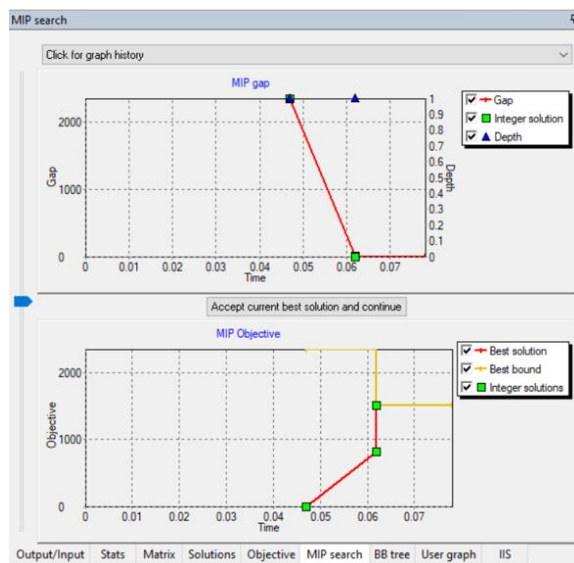 MIP search
Click for graph history
MIP gap
Gap
2000
1000
0
0 0.01 0.02 0.03 0.04 0.05 0.06 0.07
Time
1
0.9
0.8
0.7
0.6
0.5
0.4
0.3
0.2
0.1
0
Depth
Gap
Integer solution
Depth
Accept current best solution and continue
MIP Objective
Objective
2000
1000
0
0 0.01 0.02 0.03 0.04 0.05 0.06 0.07
Time
Best solution
Best bound
Integer solutions
Output/Input Stats Matrix Solutions Objective MIP search BB tree User graph IIS